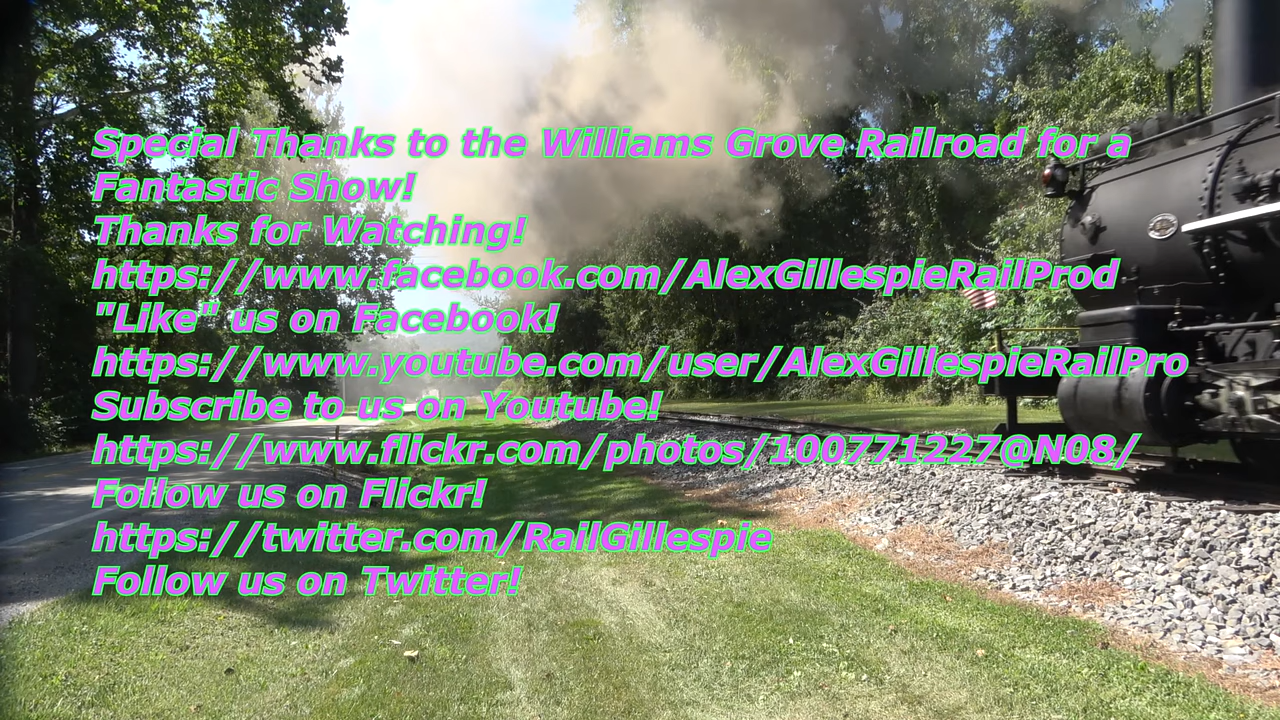 Special Thanks to the Williams Grove Railroad for a
Fantastic Show!
Thanks for Watching!
https://www.facebook.com/AlexGillespieRailProd
"Like" us on Facebook!
https://www.youtube.com/user/AlexGillespieRailPro
Subscribe to us on Youtube!
https://www.flickr.com/photos/100771227@N08/
Follow us on Flickr!
https://twitter.com/RailGillespie
Follow us on Twitter!